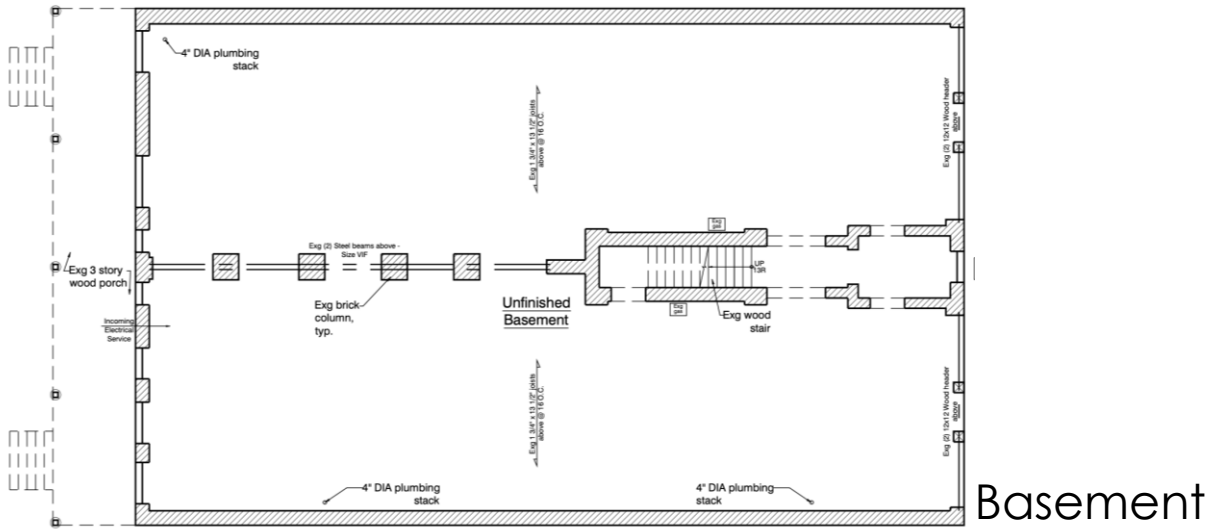 4" DIA plumbing
stack
Exg 1 3/4" x 13 1/2" joists
above @ 16 O.C.
Exg (2) 12x12 Wood header
above
Exg
gas
Exg (2) Steel beams above -
Size VIF
UP
13R
Exg 3 story
wood porch
Exg brick
column,
typ.
Unfinished
Basement
Exg
gas
Exg wood
stair
Incoming
Electrical
Service
Exg 1 3/4" x 13 1/2" joists
above @ 16 O.C.
Exg (2) 12x12 Wood header
above
4" DIA plumbing
stack
4" DIA plumbing
stack
Basement